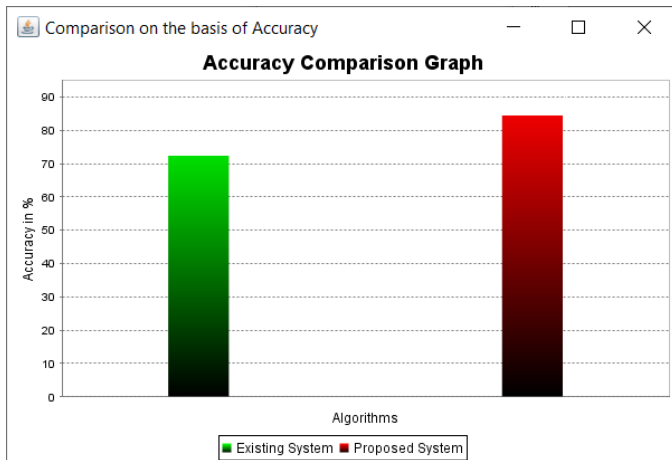 Comparison on the basis of Accuracy
Accuracy Comparison Graph
90
80
70
60
50
40
30
20
10
0
Accuracy in %
Algorithms
Existing System Proposed System